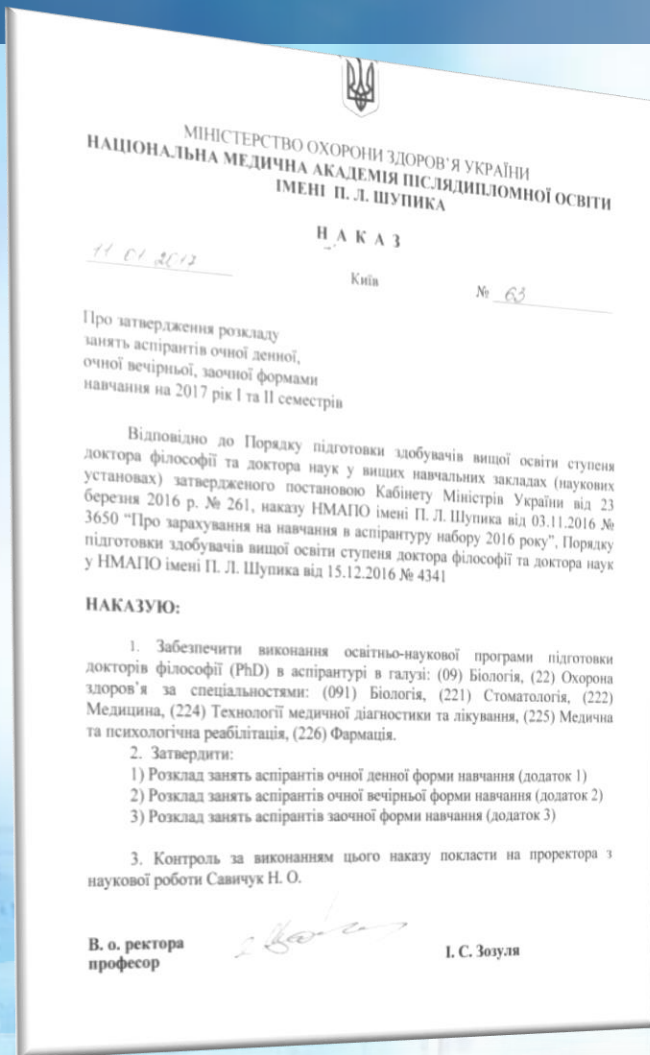 МІНІСТЕРСТВО ОХОРОНИ ЗДОРОВ`Я УКРАЇНИ
НАЦІОНАЛЬНА МЕДИЧНА АКАДЕМІЯ ПІСЛЯДИПЛОМНОЇ ОСВІТИ
ІМЕНІ П. Л. ШУПИКА
Н А К А З
11 01 2017
Київ
№ 63
Про затвердження розкладу
занять аспірантів очної денної,
очної вечірньої, заочної формами
навчання на 2017 рік І та ІІ семестрів
Відповідно до Порядку підготовки здобувачів вищої освіти ступеня
доктора філософії та доктора наук у вищих навчальних закладах (наукових
установах) затвердженого постановою Кабінету Міністрів України від 23
березня 2016 р. № 261, наказу НМАПО імені П. Л. Шупика від 03.11.2016 №
3650 “Про зарахування на навчання в аспірантуру набору 2016 року”, Порядку
підготовки здобувачів вищої освіти ступеня доктора філософії та доктора наук
у НМАПО імені П. Л. Шупика від 15.12.2016 № 4341
НАКАЗУЮ:
1. Забезпечити виконання освітньо-наукової програми підготовки
докторів філософії (PhD) в аспірантурі в галузі: (09) Біологія, (22) Охорона
здоров’я за спеціальностями: (091) Біологія, (221) Стоматологія, (222)
Медицина, (224) Технології медичної діагностики та лікування, (225) Медична
та психологічна реабілітація, (226) Фармація.
2. Затвердити:
1) Розклад занять аспірантів очної денної форми навчання (додаток 1)
2) Розклад занять аспірантів очної вечірньої форми навчання (додаток 2)
3) Розклад занять аспірантів заочної форми навчання (додаток 3)
3. Контроль за виконанням цього наказу покласти на проректора з
наукової роботи Савичук Н. О.
В. о. ректора
професор
І. С. Зозуля